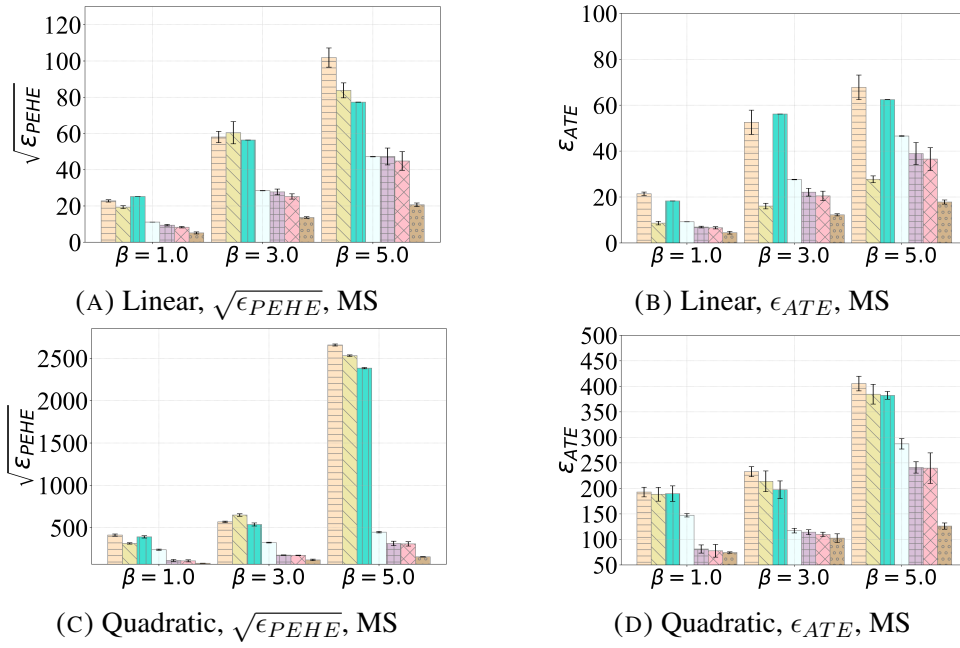 120
100
80
60
40
20
0
√ε_PEHE
β = 1.0 β = 3.0 β = 5.0
(A) Linear, √ϵ_PEHE, MS
100
80
60
40
20
0
ε_ATE
β = 1.0 β = 3.0 β = 5.0
(B) Linear, ϵ_ATE, MS
2500
2000
1500
1000
500
√ε_PEHE
β = 1.0 β = 3.0 β = 5.0
(C) Quadratic, √ϵ_PEHE, MS
500
450
400
350
300
250
200
150
100
50
ε_ATE
β = 1.0 β = 3.0 β = 5.0
(D) Quadratic, ϵ_ATE, MS